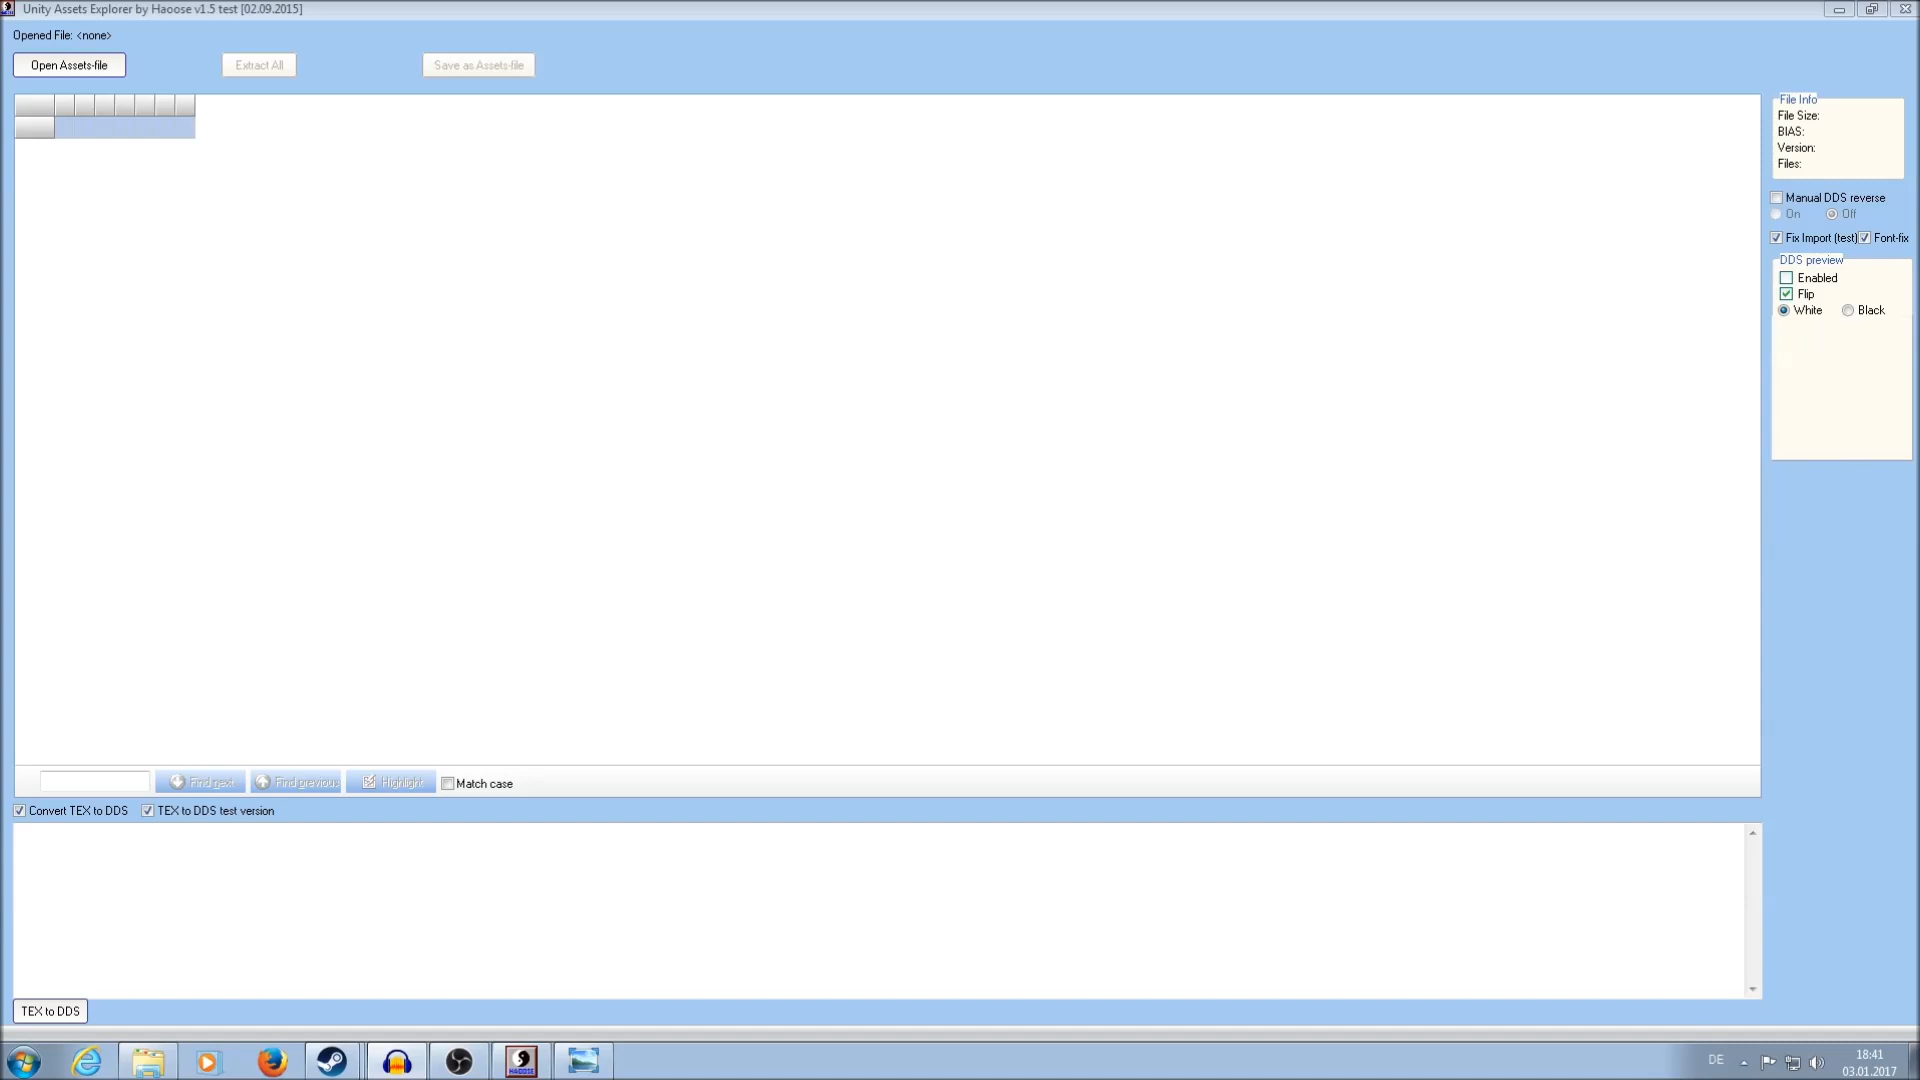 Unity Assets Explorer by Haoose v1.5 test [02.09.2015]
Opened File: <none>
Open Assets-file
Extract All
Save as Assets-file
File Info
File Size:
BIAS:
Version:
Files:
Manual DDS reverse
On
Off
Fix Import (test)
Font-fix
DDS preview
Enabled
Flip
White
Black
Find next
Find previous
Highlight
Match case
Convert TEX to DDS
TEX to DDS test version
TEX to DDS
HAOOSE
DE
18:41
03.01.2017